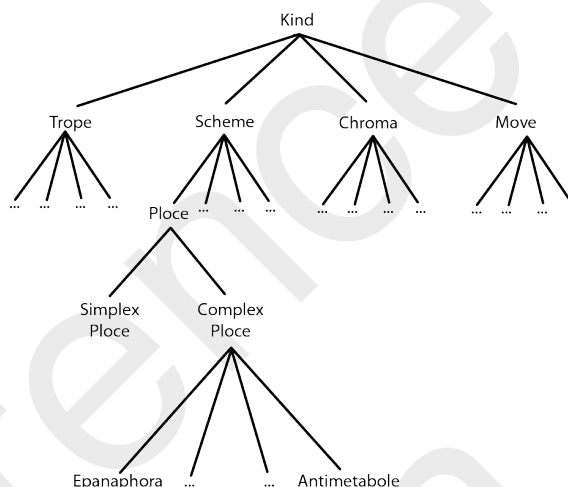 Kind
Trope Scheme Chroma Move
... ... ... ...
Ploce ... ... ...
... ... ... ...
... ... ...
Simplex Ploce
Complex Ploce
Epanaphora ... ... Antimetabole